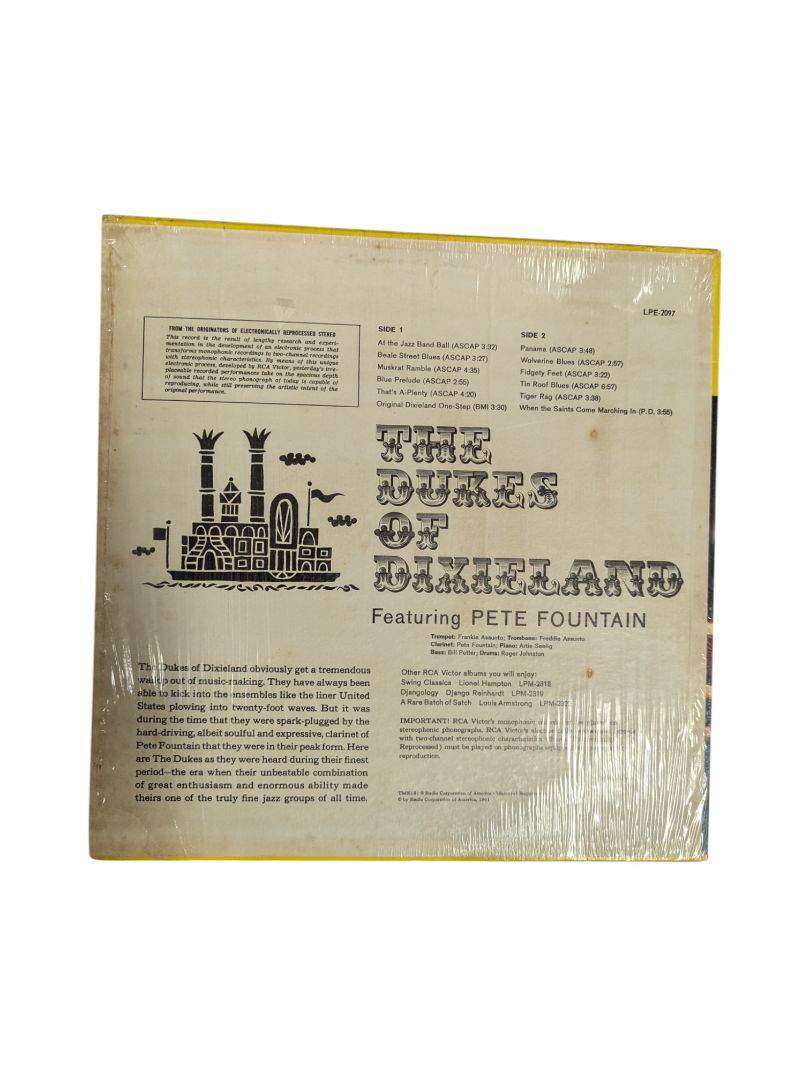 LPE-2097
FROM THE ORIGINATORS OF ELECTRONICALLY REPROCESSED STEREO
This record is the result of lengthy research and experi-
mentation in the development of an electronic process that
transforms monophonic recordings to two-channel recordings
with stereophonic characteristics. By means of this unique
electronic process, developed by RCA Victor, yesterday's irre-
placeable recorded performances take on the spacious depth
of sound that the stereo phonograph of today is capable of
reproducing, while still preserving the artistic intent of the
original performance.
SIDE 1
At the Jazz Band Ball (ASCAP 3:32)
Beale Street Blues (ASCAP 3:27)
Muskrat Ramble (ASCAP 4:35)
Blue Prelude (ASCAP 2:55)
That's A-Plenty (ASCAP 4:20)
Original Dixieland One-Step (BMI 3:30)
SIDE 2
Panama (ASCAP 3:48)
Wolverine Blues (ASCAP 2:57)
Fidgety Feet (ASCAP 3:22)
Tin Roof Blues (ASCAP 6:57)
Tiger Rag (ASCAP 3:38)
When the Saints Come Marching In (P.D. 3:55)
THE
DUKES
OF
DIXIELAND
Featuring PETE FOUNTAIN
Trumpet: Frankie Assunto; Trombone: Freddie Assunto
Clarinet: Pete Fountain; Piano: Artie Seelig
Bass: Bill Porter; Drums: Roger Johnston
The Dukes of Dixieland obviously get a tremendous
wallop out of music-making. They have always been
able to kick into the ensembles like the liner United
States plowing into twenty-foot waves. But it was
during the time that they were spark-plugged by the
hard-driving, albeit soulful and expressive, clarinet of
Pete Fountain that they were in their peak form. Here
are The Dukes as they were heard during their finest
period—the era when their unbeatable combination
of great enthusiasm and enormous ability made
theirs one of the truly fine jazz groups of all time.
Other RCA Victor albums you will enjoy:
Swing Classics Lionel Hampton LPM-2318
Djangology Django Reinhardt LPM-2319
A Rare Batch of Satch Louis Armstrong
IMPORTANT! RCA Victor's monophonic
stereophonic phonographs. RCA Victor's
with two-channel stereophonic characteristics
Reprocessed) must be played on phonographs
reproduction.
TMK(S) ® Radio Corporation of America
© by Radio Corporation of America, 1961